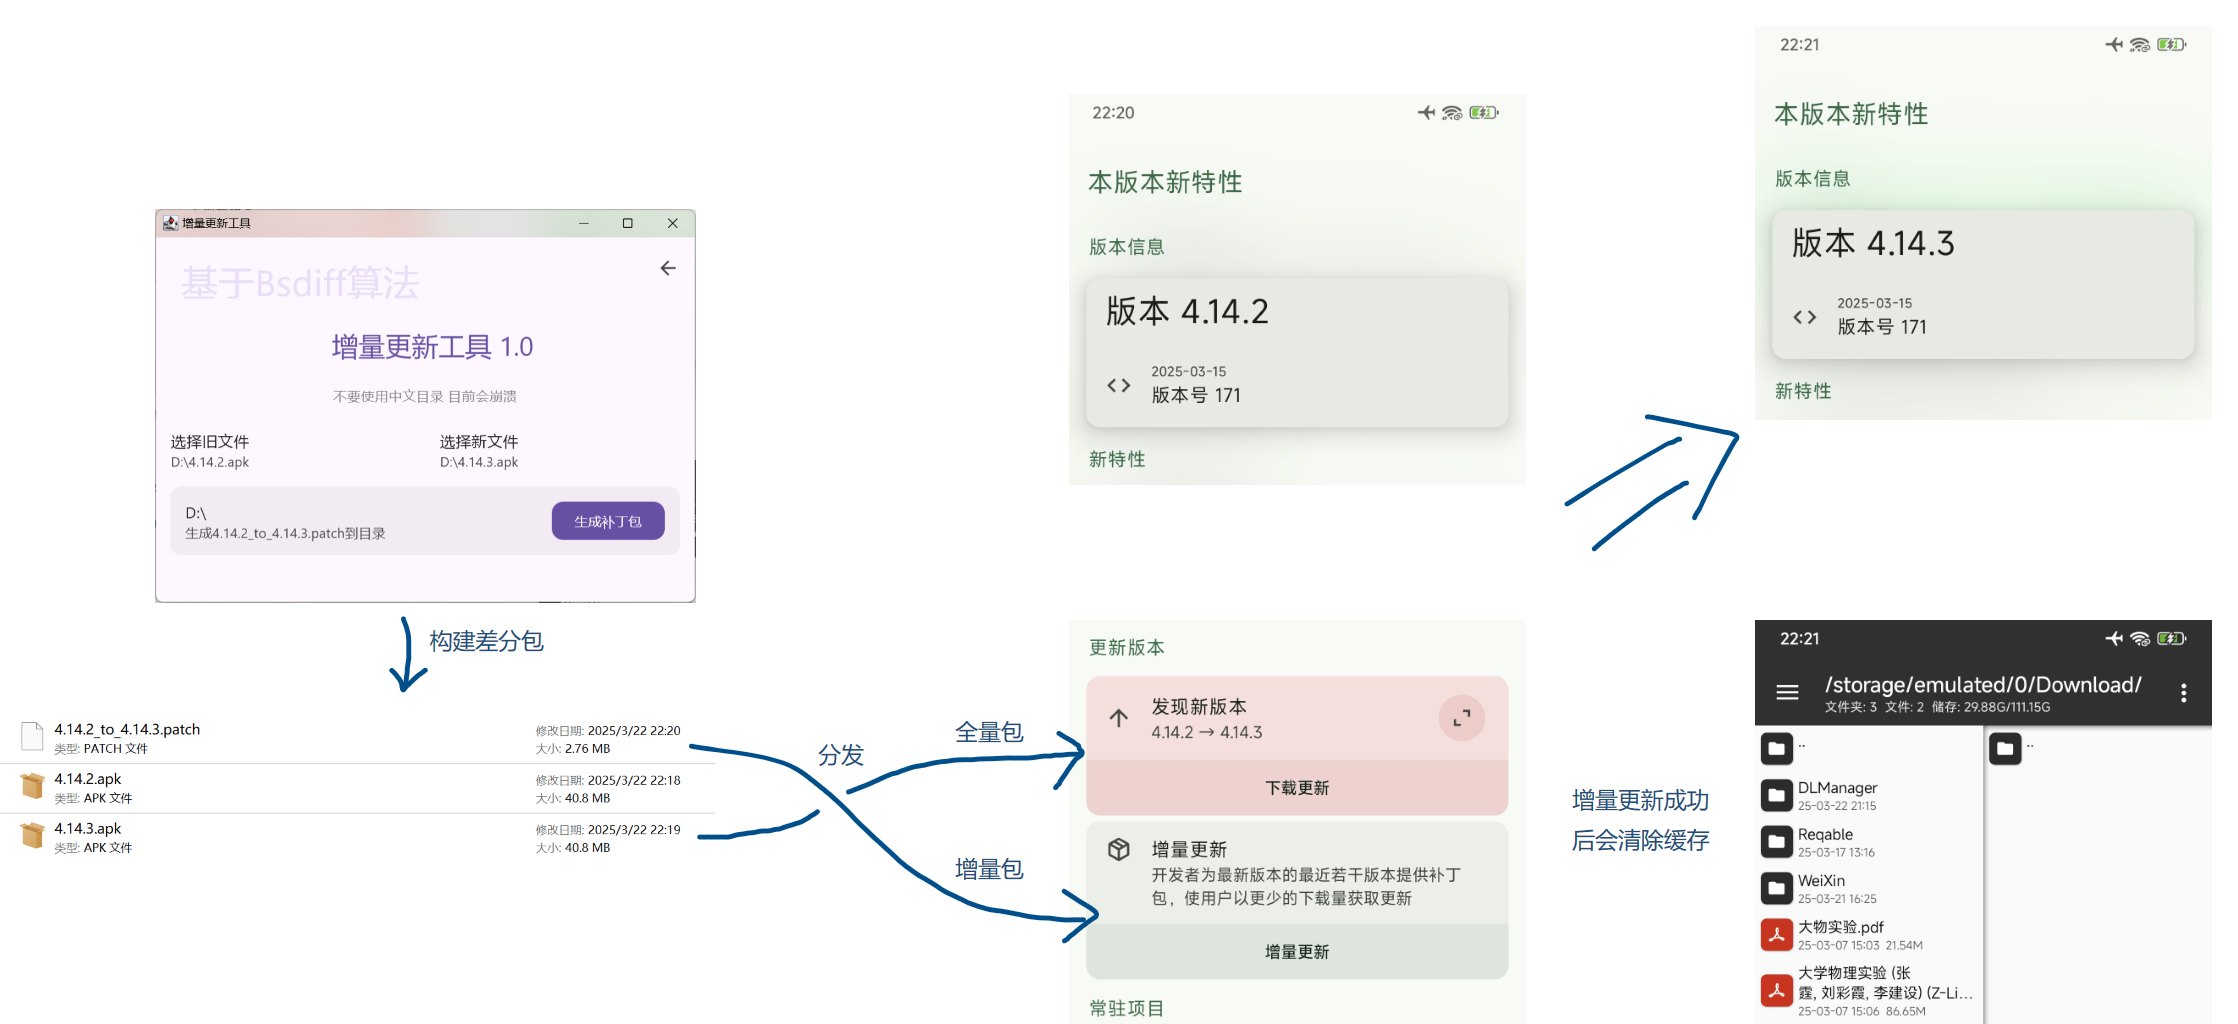 增量更新工具
基于Bsdiff算法
增量更新工具 1.0
不要使用中文目录 目前会崩溃
选择旧文件
D:\4.14.2.apk
选择新文件
D:\4.14.3.apk
D:\
生成4.14.2_to_4.14.3.patch到目录
生成补丁包
构建差分包
4.14.2_to_4.14.3.patch
类型: PATCH 文件
修改日期: 2025/3/22 22:20
大小: 2.76 MB
4.14.2.apk
类型: APK 文件
修改日期: 2025/3/22 22:18
大小: 40.8 MB
4.14.3.apk
类型: APK 文件
修改日期: 2025/3/22 22:19
大小: 40.8 MB
分发
全量包
增量包
22:20
本版本新特性
版本信息
版本 4.14.2
2025-03-15
版本号 171
新特性
更新版本
发现新版本
4.14.2 → 4.14.3
下载更新
增量更新
开发者为最新版本的最近若干版本提供补丁
包，使用户以更少的下载量获取更新
增量更新
常驻项目
22:21
本版本新特性
版本信息
版本 4.14.3
2025-03-15
版本号 171
新特性
增量更新成功
后会清除缓存
22:21
/storage/emulated/0/Download/
文件夹: 3 文件: 2 储存: 29.88G/111.15G
..
..
DLManager
25-03-22 21:15
Reqable
25-03-17 13:16
WeiXin
25-03-21 16:25
大物实验.pdf
25-03-07 15:03 21.54M
大学物理实验 (张
霆, 刘彩霞, 李建设) (Z-Li...
25-03-07 15:06 86.65M